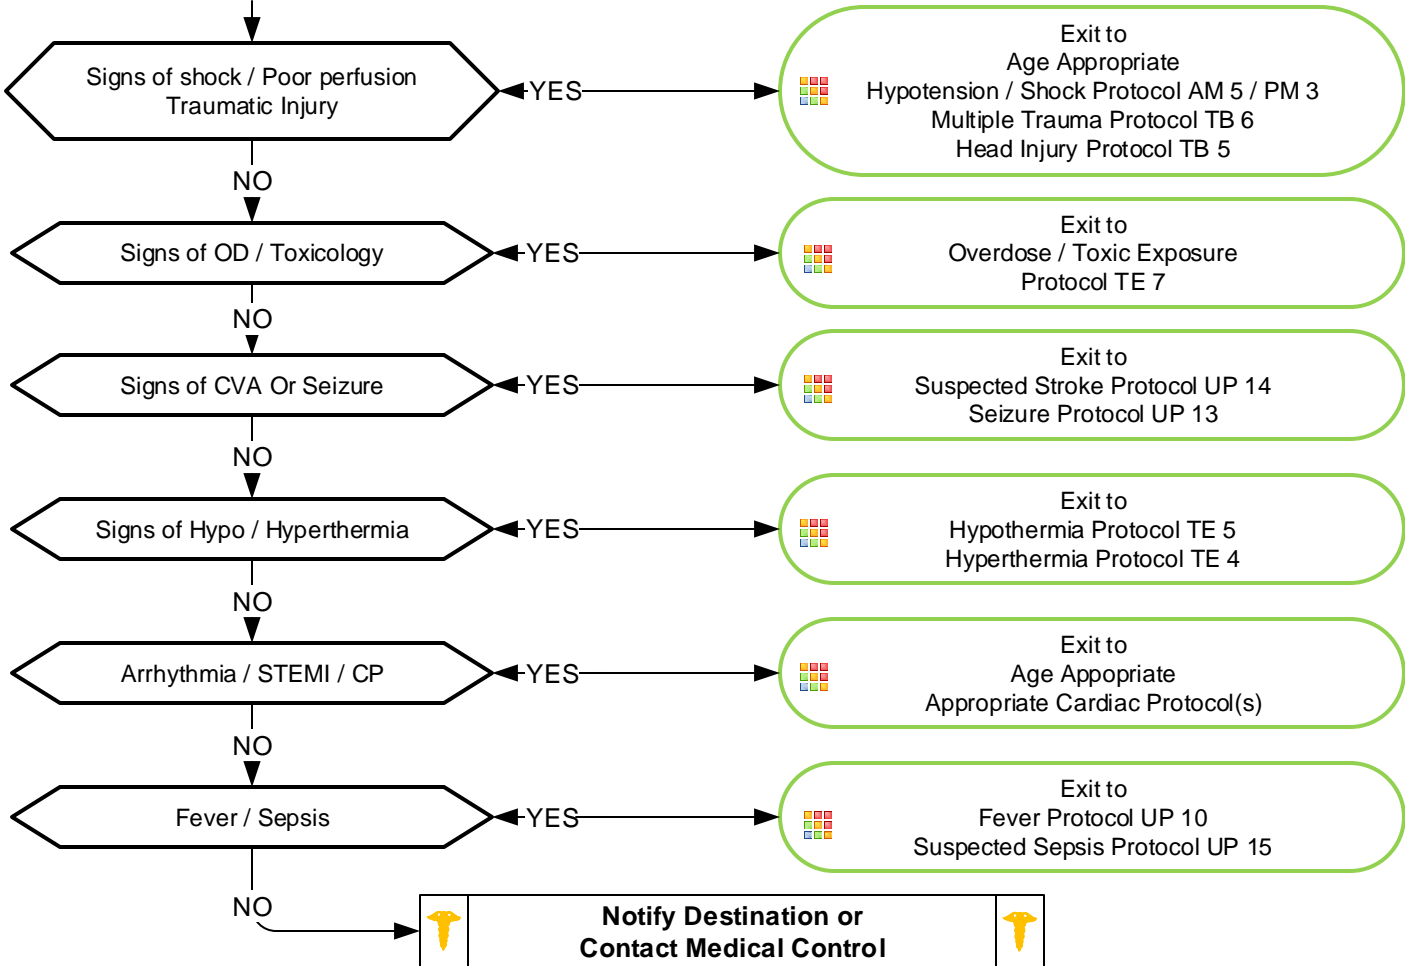 Signs of shock / Poor perfusion
Traumatic Injury
YES
Exit to
Age Appropriate
Hypotension / Shock Protocol AM 5 / PM 3
Multiple Trauma Protocol TB 6
Head Injury Protocol TB 5
NO
Signs of OD / Toxicology
YES
Exit to
Overdose / Toxic Exposure
Protocol TE 7
NO
Signs of CVA Or Seizure
YES
Exit to
Suspected Stroke Protocol UP 14
Seizure Protocol UP 13
NO
Signs of Hypo / Hyperthermia
YES
Exit to
Hypothermia Protocol TE 5
Hyperthermia Protocol TE 4
NO
Arrhythmia / STEMI / CP
YES
Exit to
Age Appopriate
Appropriate Cardiac Protocol(s)
NO
Fever / Sepsis
YES
Exit to
Fever Protocol UP 10
Suspected Sepsis Protocol UP 15
NO
Notify Destination or
Contact Medical Control